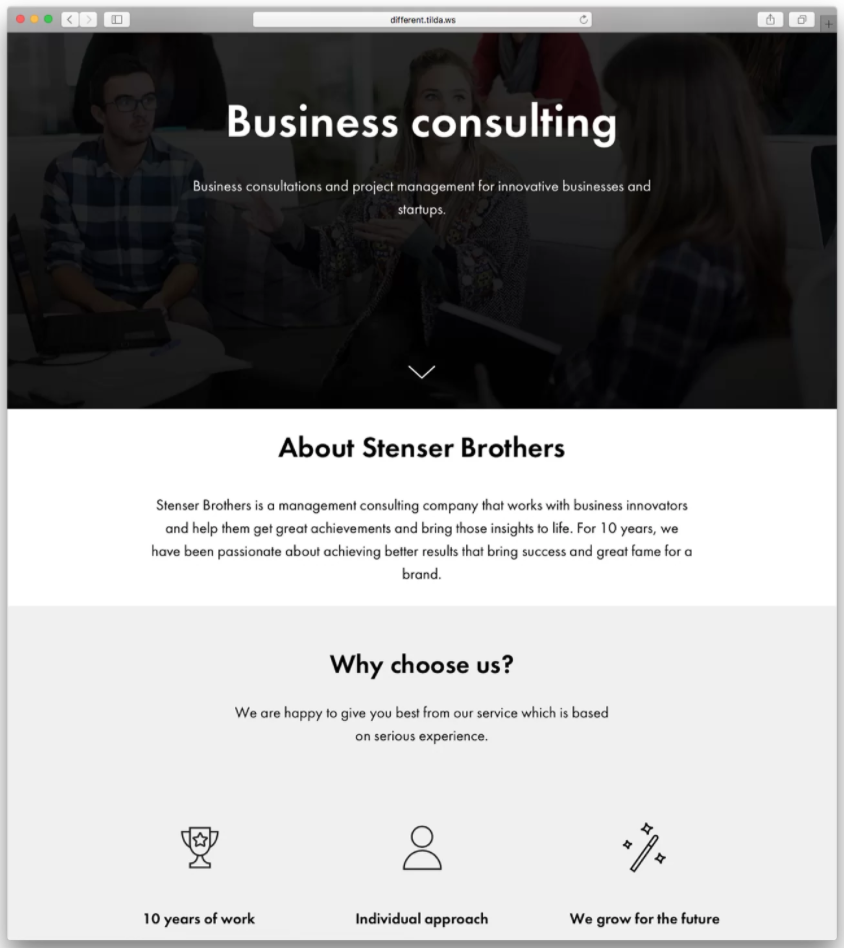 different.tilda.ws
Business consulting
Business consultations and project management for innovative businesses and
startups.
About Stenser Brothers
Stenser Brothers is a management consulting company that works with business innovators
and help them get great achievements and bring those insights to life. For 10 years, we
have been passionate about achieving better results that bring success and great fame for a
brand.
Why choose us?
We are happy to give you best from our service which is based
on serious experience.
10 years of work
Individual approach
We grow for the future